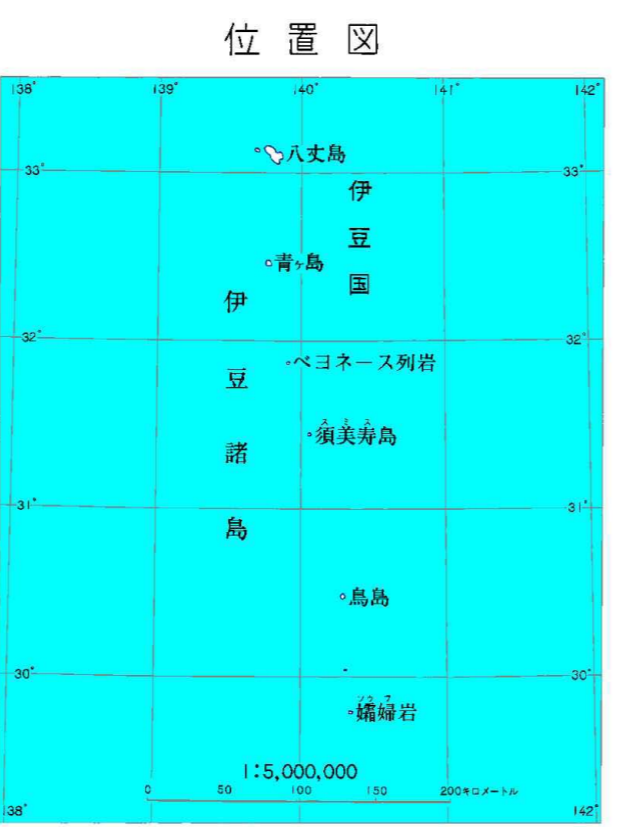 位置図
138° 139° 140° 141° 142°
八丈島
33° 33°
伊豆国
青ヶ島
伊豆諸島
32° 32°
ベヨネース列岩
スミス
須美寿島
31° 31°
鳥島
30° 30°
ソウフ
孀婦岩
1:5,000,000
0 50 100 150 200キロメートル
138° 142°